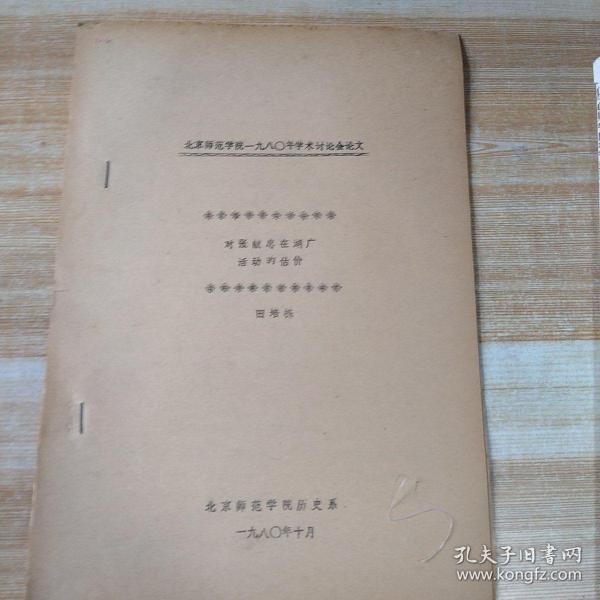 北京师范学院一九八〇年学术讨论会论文
******************
对张献忠在湖广
活动的估价
******************
田培栋
北京师范学院历史系
一九八〇年十月
孔夫子旧书网
www.kongfz.com